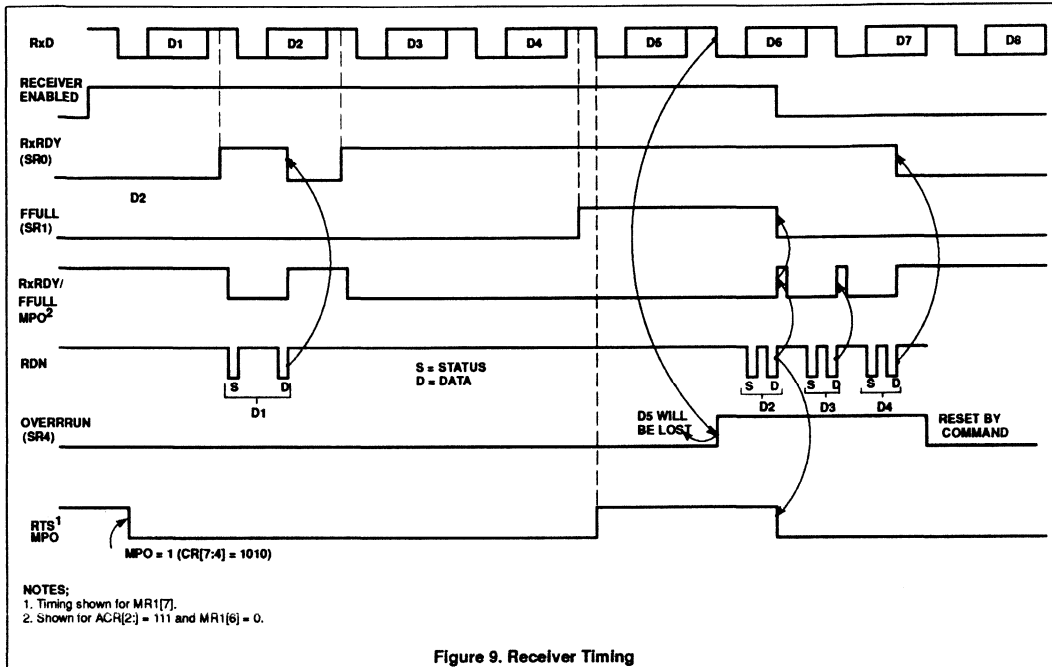 RxD D1 D2 D3 D4 D5 D6 D7 D8
RECEIVER
ENABLED
RxRDY
(SR0)
D2
FFULL
(SR1)
RxRDY/
FFULL
MPO2
RDN
S = STATUS
D = DATA
S D S D S D S D
D1 D2 D3 D4
OVERRRUN
(SR4)
D5 WILL
BE LOST
RESET BY
COMMAND
RTS1
MPO
MPO = 1 (CR[7:4] = 1010)
NOTES;
1. Timing shown for MR1[7].
2. Shown for ACR[2:] = 111 and MR1[6] = 0.
Figure 9. Receiver Timing